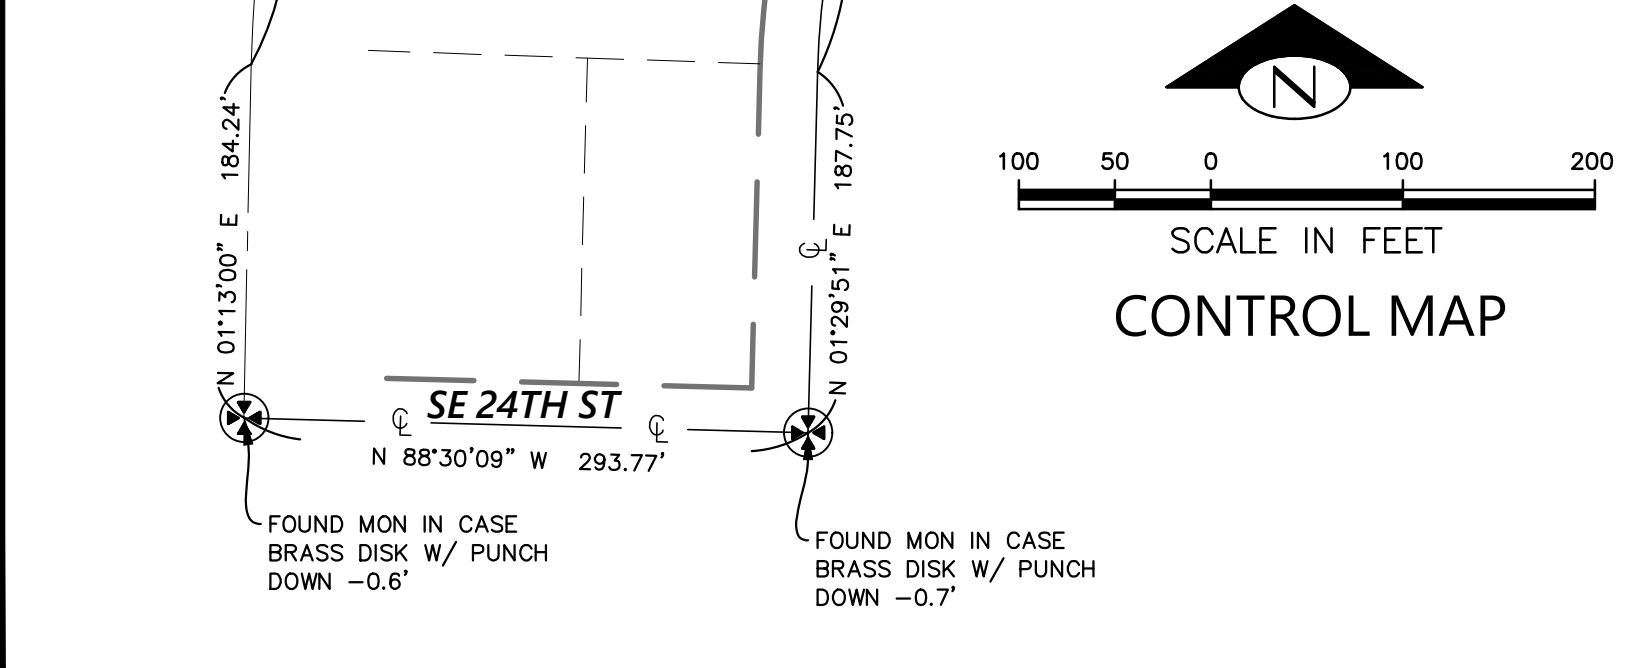 N 01°13'00" E 184.24'
N 01°29'51" E 187.75'
℄
N
100 50 0 100 200
SCALE IN FEET
CONTROL MAP
℄ SE 24TH ST ℄
N 88°30'09" W 293.77'
FOUND MON IN CASE
BRASS DISK W/ PUNCH
DOWN -0.6'
FOUND MON IN CASE
BRASS DISK W/ PUNCH
DOWN -0.7'